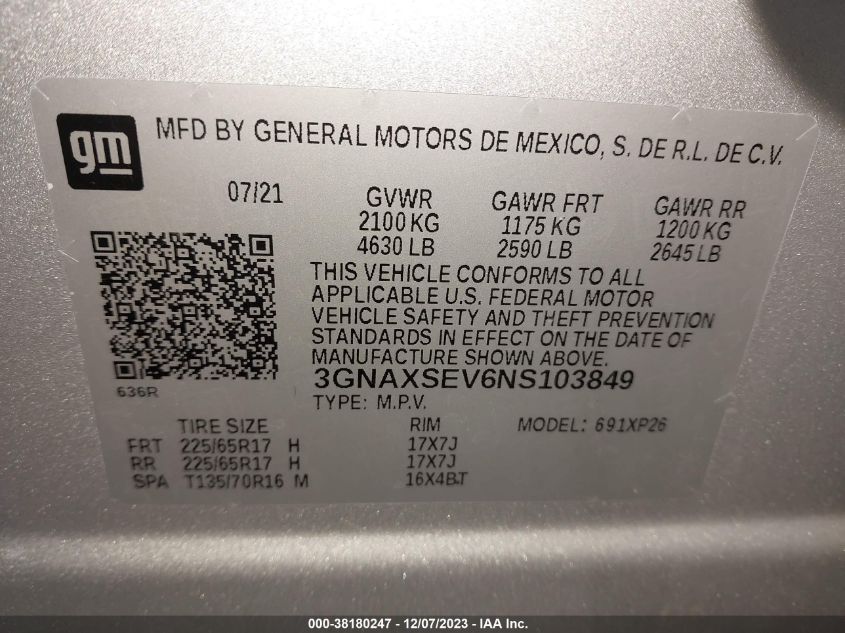 gm
MFD BY GENERAL MOTORS DE MEXICO, S. DE R.L. DE C.V.
07/21 GVWR GAWR FRT GAWR RR
2100 KG 1175 KG 1200 KG
4630 LB 2590 LB 2645 LB
THIS VEHICLE CONFORMS TO ALL
APPLICABLE U.S. FEDERAL MOTOR
VEHICLE SAFETY AND THEFT PREVENTION
STANDARDS IN EFFECT ON THE DATE OF
MANUFACTURE SHOWN ABOVE.
3GNAXSEV6NS103849
636R
TYPE: M.P.V.
TIRE SIZE RIM MODEL: 691XP26
FRT 225/65R17 H 17X7J
RR 225/65R17 H 17X7J
SPA T135/70R16 M 16X4BT
000-38180247 - 12/07/2023 - IAA Inc.